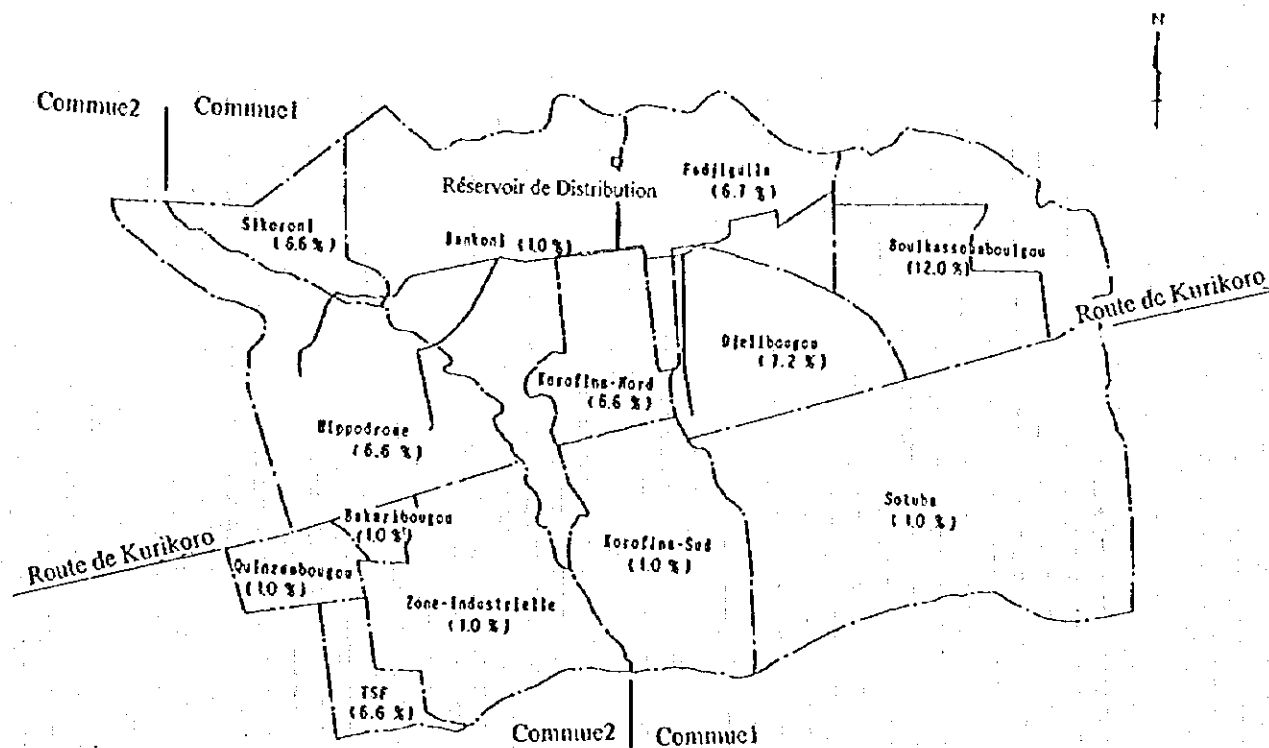 N
Commue2
Commue1
Fadjiguila
(6.7 %)
Réservoir de Distribution
Sikoroni
(6.6 %)
Bankoni (1.0 %)
(12.0 %)
Route de Kurikoro
Djelibougou
(7.2 %)
Korofina-Nord
(6.6 %)
Hippodrome
(6.6 %)
Sotuba
(1.0 %)
Bakaribougou
(1.0 %)
Korofina-Sud
(1.0 %)
Route de Kurikoro
Quinzambougou
(1.0 %)
Zone-Industrielle
(1.0 %)
TSF
(6.6 %)
Commue2
Commue1